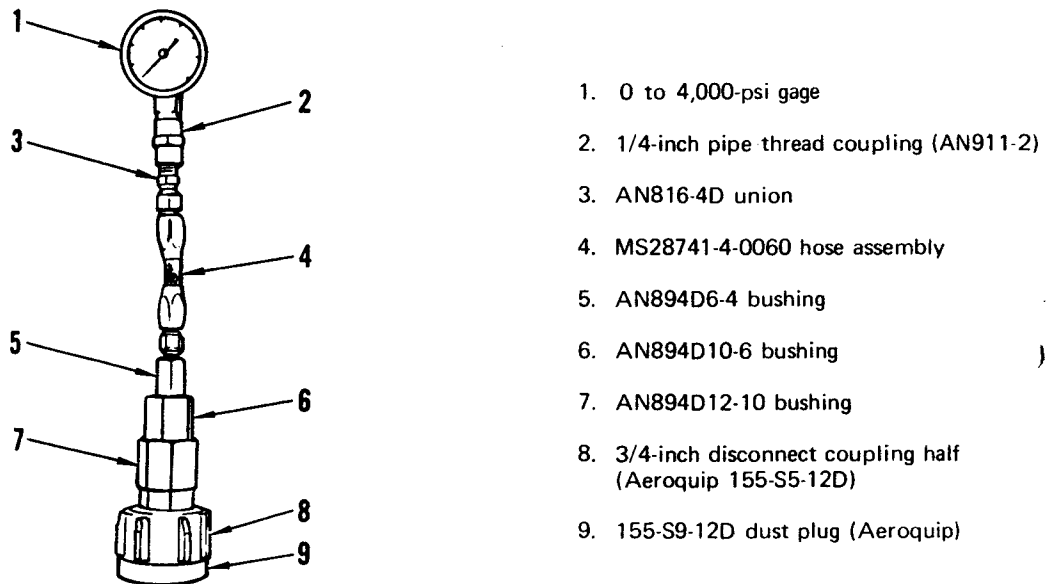 1
2
3
4
5
6
7
8
9
1. 0 to 4,000-psi gage
2. 1/4-inch pipe thread coupling (AN911-2)
3. AN816-4D union
4. MS28741-4-0060 hose assembly
5. AN894D6-4 bushing
6. AN894D10-6 bushing
7. AN894D12-10 bushing
8. 3/4-inch disconnect coupling half
(Aeroquip 155-S5-12D)
9. 155-S9-12D dust plug (Aeroquip)